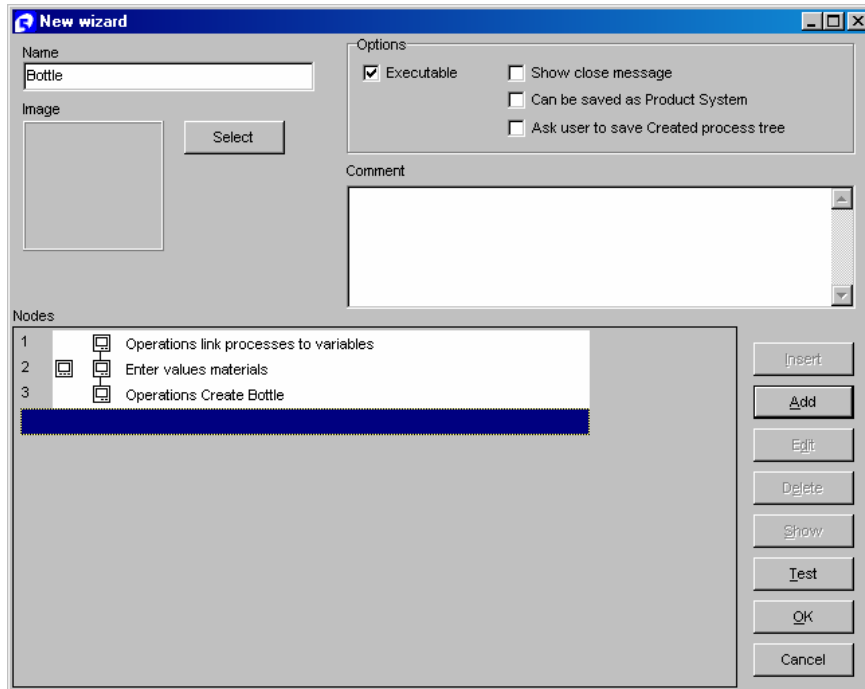 New wizard
Name
Bottle
Image
Select
Options
Executable
Show close message
Can be saved as Product System
Ask user to save Created process tree
Comment
Nodes
1 Operations link processes to variables
2 Enter values materials
3 Operations Create Bottle
Insert
Add
Edit
Delete
Show
Test
OK
Cancel